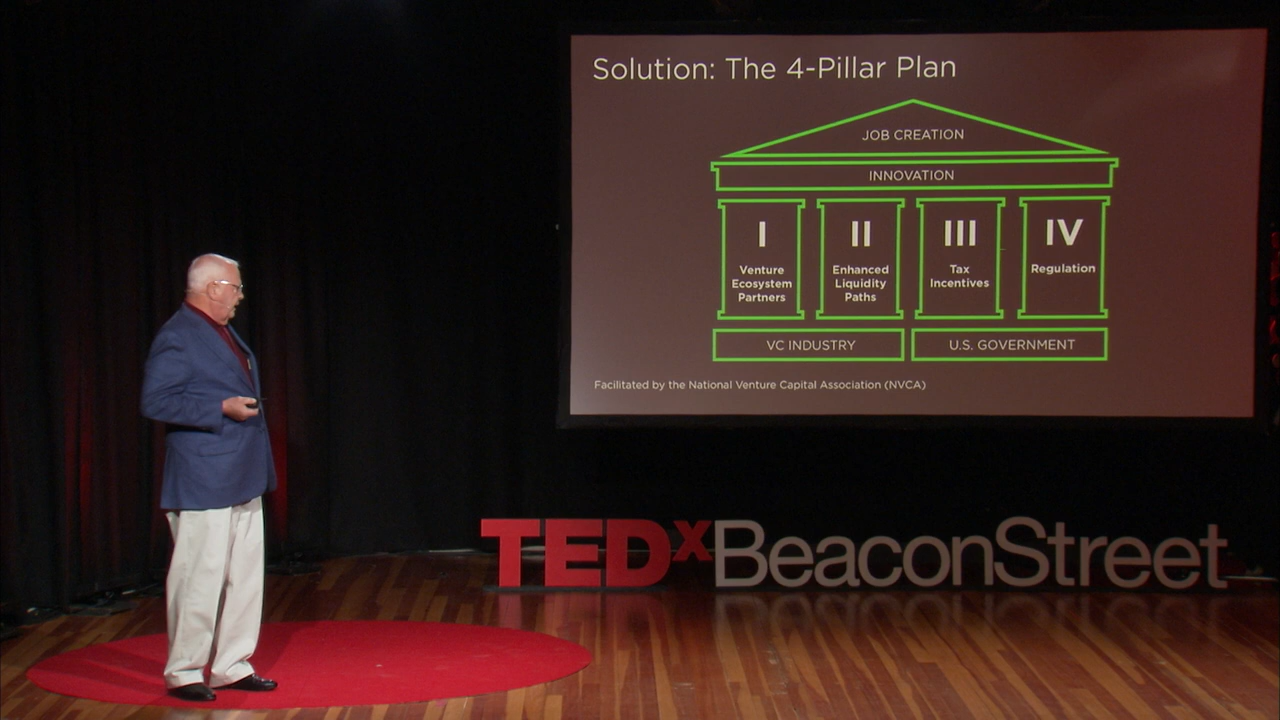 Solution: The 4-Pillar Plan
JOB CREATION
INNOVATION
I
Venture
Ecosystem
Partners
II
Enhanced
Liquidity
Paths
III
Tax
Incentives
IV
Regulation
VC INDUSTRY
U.S. GOVERNMENT
Facilitated by the National Venture Capital Association (NVCA)
TEDxBeaconStreet